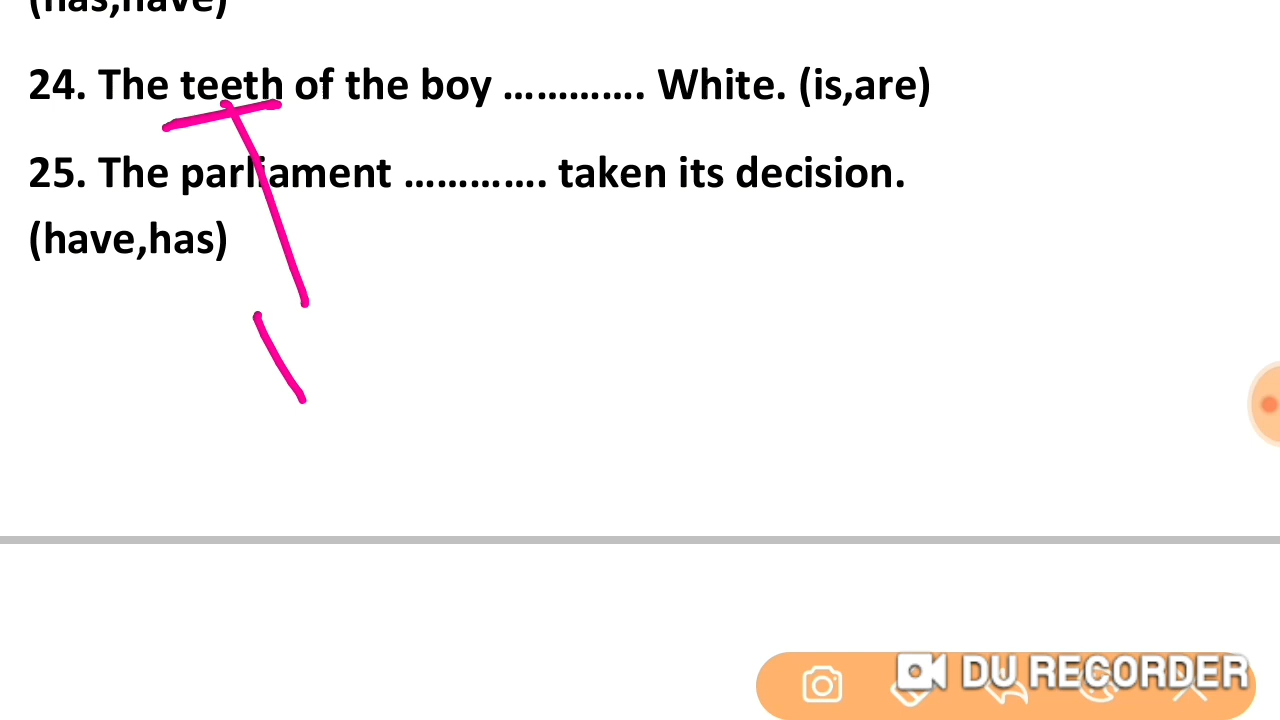 (has,have)
24. The teeth of the boy …………. White. (is,are)
25. The parliament …………. taken its decision.
(have,has)
DU RECORDER